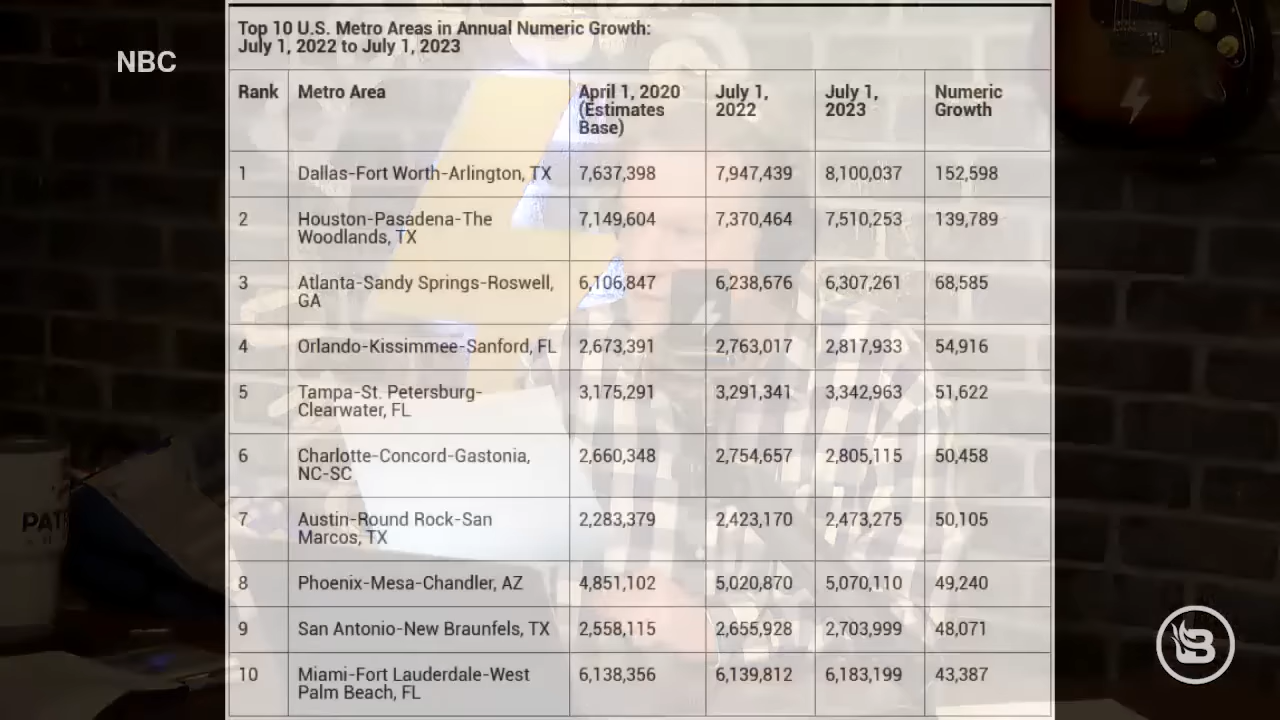 NBC
Top 10 U.S. Metro Areas in Annual Numeric Growth:
July 1, 2022 to July 1, 2023
Rank Metro Area April 1, 2020 (Estimates Base) July 1, 2022 July 1, 2023 Numeric Growth
1 Dallas-Fort Worth-Arlington, TX 7,637,398 7,947,439 8,100,037 152,598
2 Houston-Pasadena-The Woodlands, TX 7,149,604 7,370,464 7,510,253 139,789
3 Atlanta-Sandy Springs-Roswell, GA 6,106,847 6,238,676 6,307,261 68,585
4 Orlando-Kissimmee-Sanford, FL 2,673,391 2,763,017 2,817,933 54,916
5 Tampa-St. Petersburg-Clearwater, FL 3,175,291 3,291,341 3,342,963 51,622
6 Charlotte-Concord-Gastonia, NC-SC 2,660,348 2,754,657 2,805,115 50,458
7 Austin-Round Rock-San Marcos, TX 2,283,379 2,423,170 2,473,275 50,105
8 Phoenix-Mesa-Chandler, AZ 4,851,102 5,020,870 5,070,110 49,240
9 San Antonio-New Braunfels, TX 2,558,115 2,655,928 2,703,999 48,071
10 Miami-Fort Lauderdale-West Palm Beach, FL 6,138,356 6,139,812 6,183,199 43,387
B